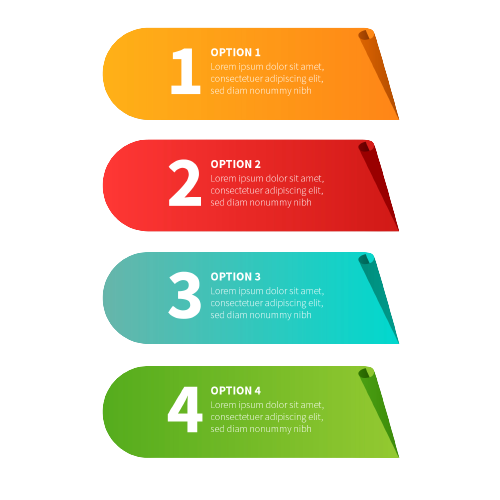 1
OPTION 1
Lorem ipsum dolor sit amet,
consectetuer adipiscing elit,
sed diam nonummy nibh
2
OPTION 2
Lorem ipsum dolor sit amet,
consectetuer adipiscing elit,
sed diam nonummy nibh
3
OPTION 3
Lorem ipsum dolor sit amet,
consectetuer adipiscing elit,
sed diam nonummy nibh
4
OPTION 4
Lorem ipsum dolor sit amet,
consectetuer adipiscing elit,
sed diam nonummy nibh